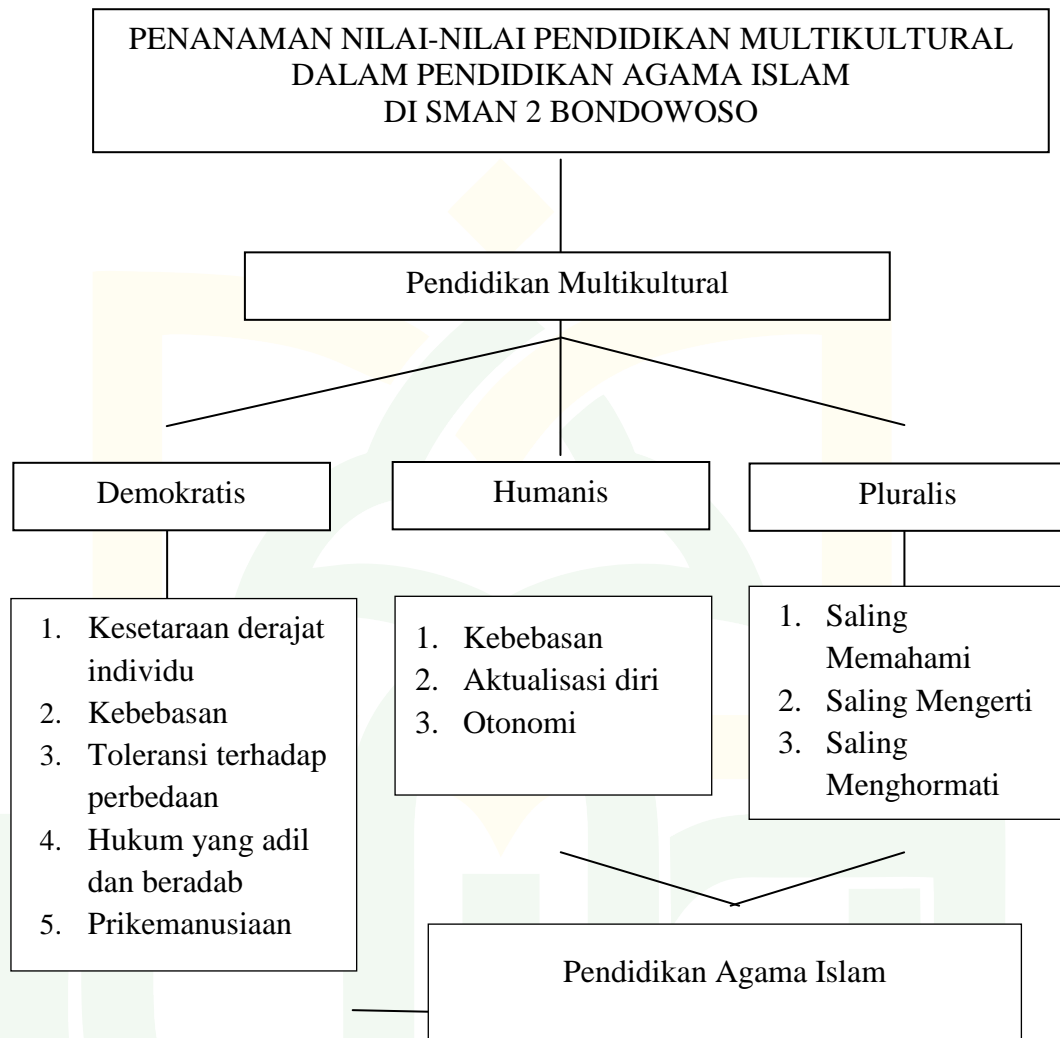 PENANAMAN NILAI-NILAI PENDIDIKAN MULTIKULTURAL
DALAM PENDIDIKAN AGAMA ISLAM
DI SMAN 2 BONDOWOSO
Pendidikan Multikultural
Demokratis
Humanis
Pluralis
1. Kesetaraan derajat
individu
2. Kebebasan
3. Toleransi terhadap
perbedaan
4. Hukum yang adil
dan beradab
5. Prikemanusiaan
1. Kebebasan
2. Aktualisasi diri
3. Otonomi
1. Saling
Memahami
2. Saling Mengerti
3. Saling
Menghormati
Pendidikan Agama Islam